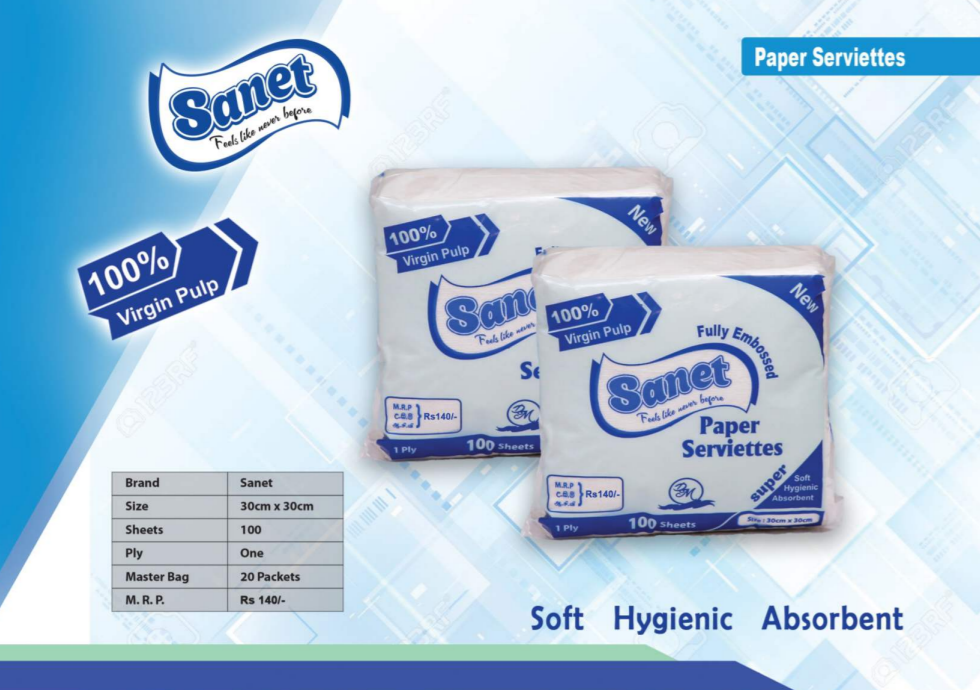 Sanet
Feels like never before
Paper Serviettes
100%
Virgin Pulp
100%
Virgin Pulp
New
Sane
Feels like never
Se
M.R.P
Rs140/-
1 Ply
100 Sheets
100%
Virgin Pulp
New
Fully Embossed
Sanet
Feels like never before
Paper
Serviettes
M.R.P
Rs140/-
super
Soft
Hygienic
Absorbent
1 Ply
100 Sheets
Size : 30cm x 30cm
Brand Sanet
Size 30cm x 30cm
Sheets 100
Ply One
Master Bag 20 Packets
M. R. P. Rs 140/-
Soft Hygienic Absorbent